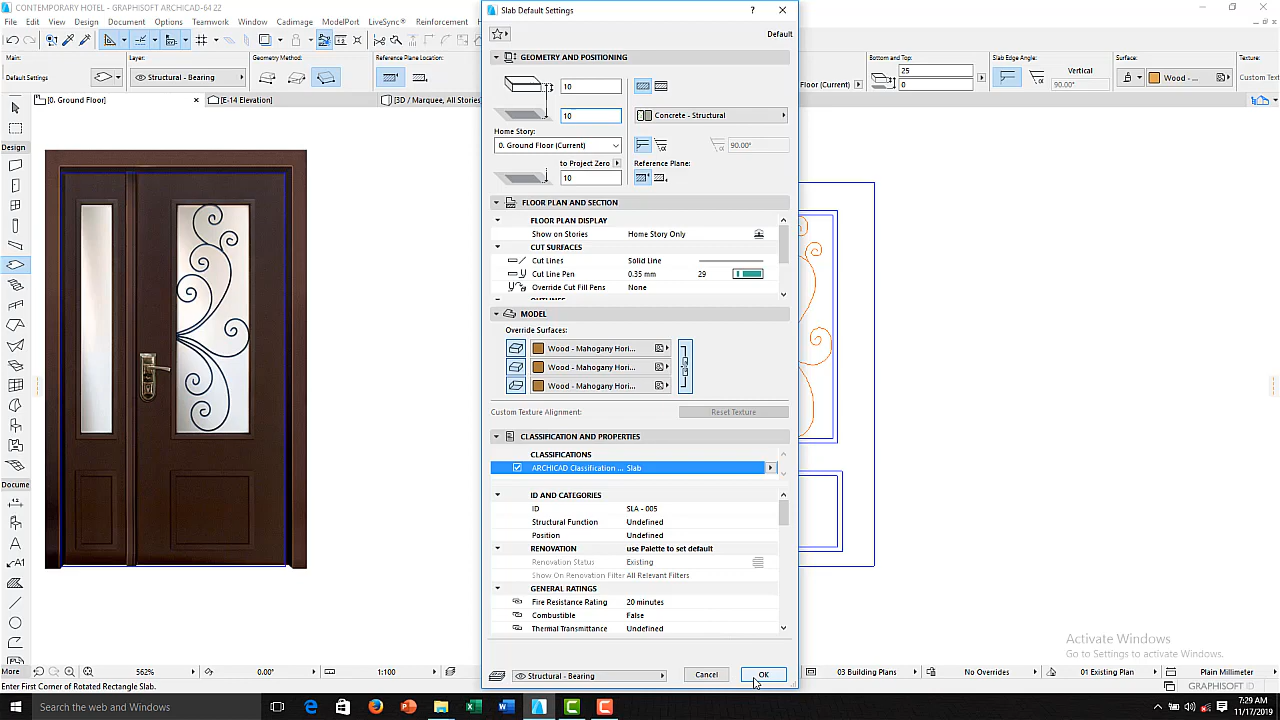 CONTEMPORARY HOTEL - GRAPHISOFT ARCHICAD-64 22
File Edit View Design Document Options Teamwork Window Cadimage ModelPort LiveSync® Reinforcement
Main:
Default Settings
Layer:
Structural - Bearing
Geometry Method:
Reference Plane Location:
[0. Ground Floor]
[E-14 Elevation]
[3D / Marquee, All Stories
Slab Default Settings
Default
GEOMETRY AND POSITIONING
10
10
Home Story:
0. Ground Floor (Current)
to Project Zero
10
Concrete - Structural
90.00°
Reference Plane:
FLOOR PLAN AND SECTION
FLOOR PLAN DISPLAY
Show on Stories Home Story Only
CUT SURFACES
Cut Lines Solid Line
Cut Line Pen 0.35 mm 29
Override Cut Fill Pens None
OUTLINES
MODEL
Override Surfaces:
Wood - Mahogany Hori...
Wood - Mahogany Hori...
Wood - Mahogany Hori...
Custom Texture Alignment: Reset Texture
CLASSIFICATION AND PROPERTIES
CLASSIFICATIONS
ARCHICAD Classification ... Slab
ID AND CATEGORIES
ID SLA - 005
Structural Function Undefined
Position Undefined
RENOVATION use Palette to set default
Renovation Status Existing
Show On Renovation Filter All Relevant Filters
GENERAL RATINGS
Fire Resistance Rating 20 minutes
Combustible False
Thermal Transmittance Undefined
Structural - Bearing Cancel OK
Floor (Current)
Bottom and Top:
25
0
Slab Edge Angle:
Vertical
90.00°
Surface:
Wood - ...
Texture:
Custom Text
Design
Docume
More
562% 0.00° 1:100
03 Building Plans No Overrides 01 Existing Plan Plain Millimeter
Enter First Corner of Rotated Rectangle Slab.
GRAPHISOFT ID
Activate Windows
Go to Settings to activate Windows.
Search the web and Windows
7:29 AM
11/17/2019